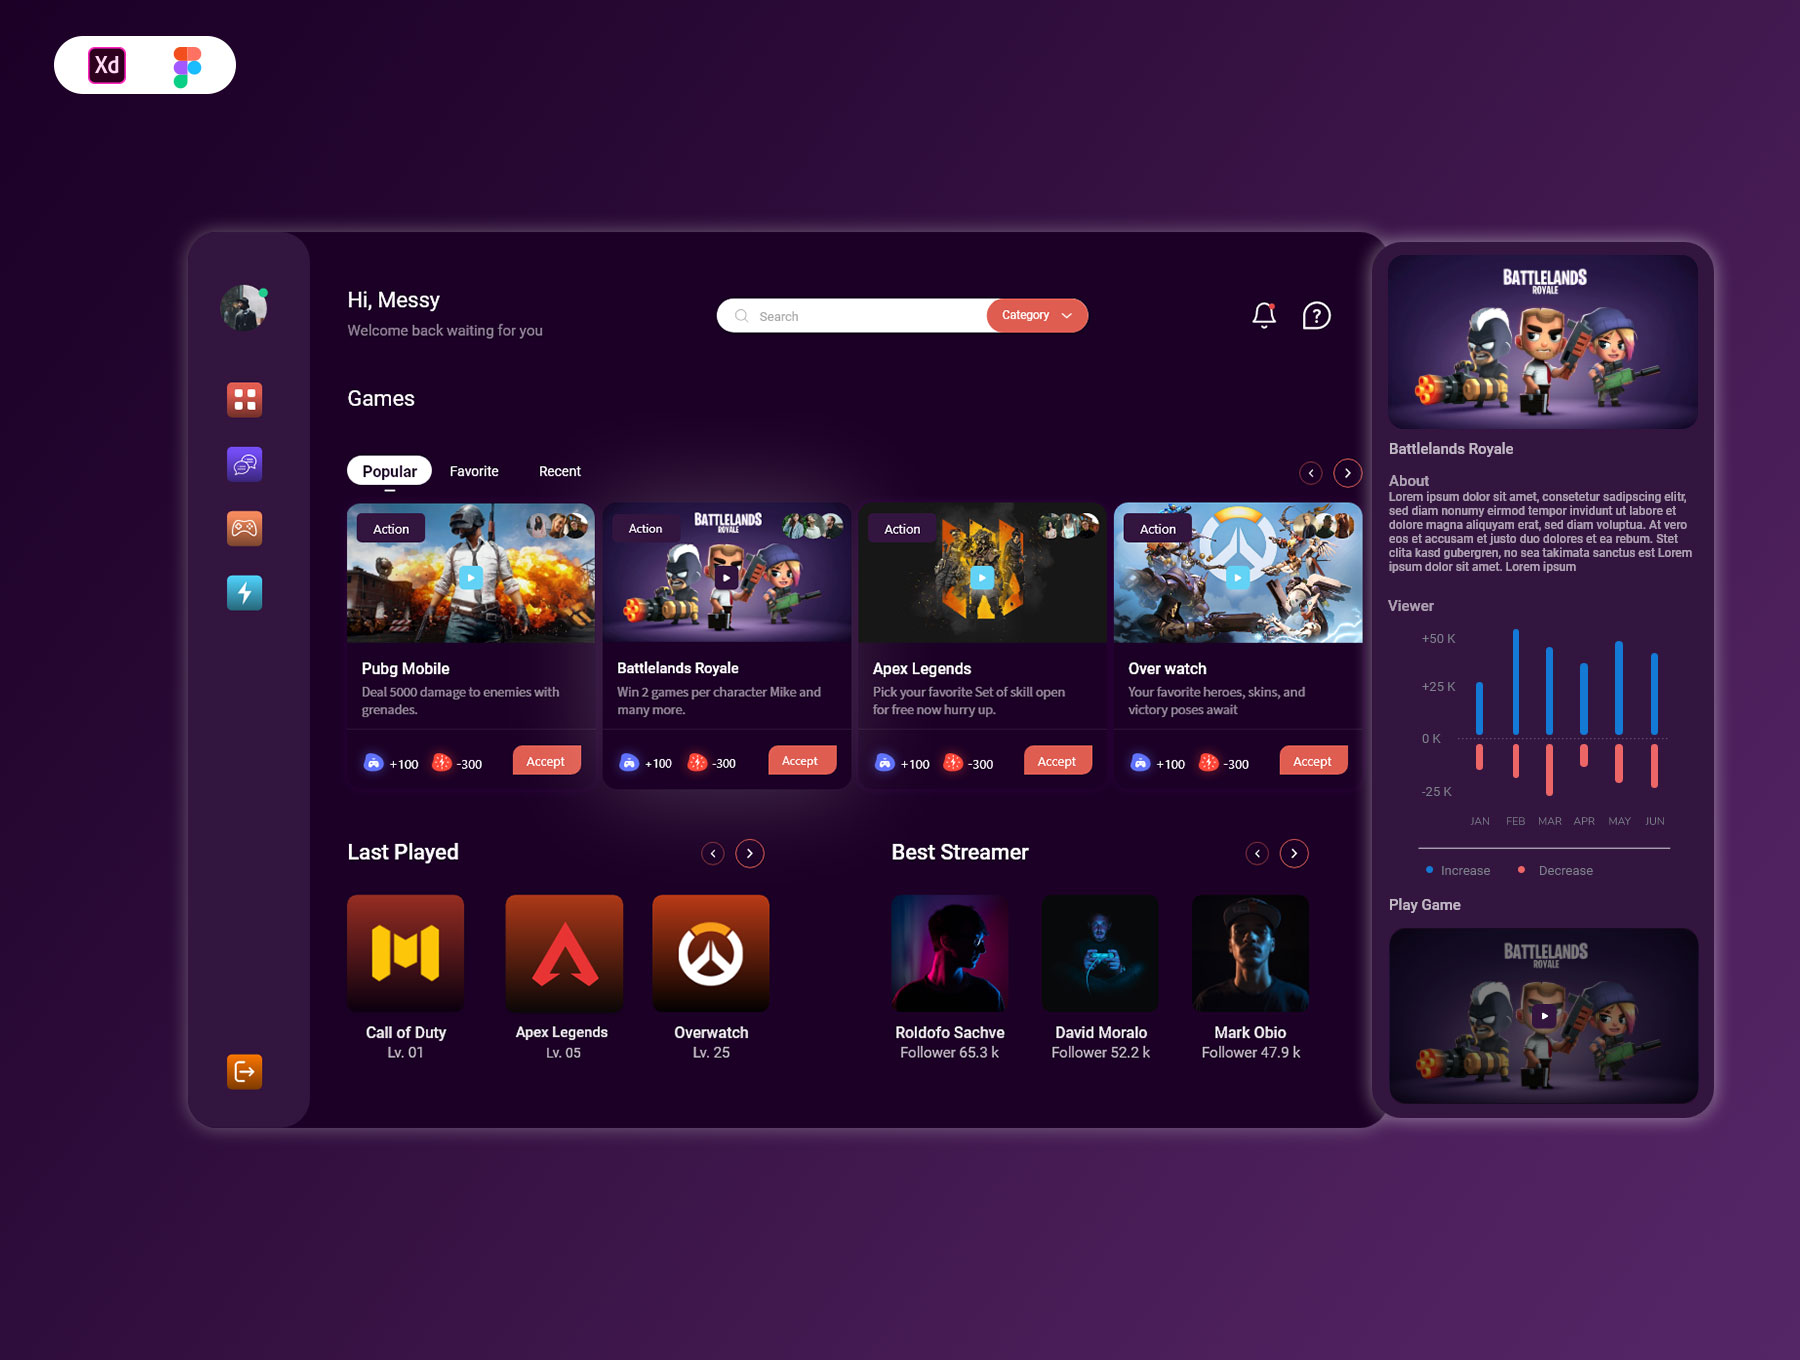 Xd
Hi, Messy
Welcome back waiting for you
Search
Category
?
Games
Popular
Favorite
Recent
Action
Pubg Mobile
Deal 5000 damage to enemies with
grenades.
+100
-300
Accept
Action
BATTLELANDS
ROYALE
Battlelands Royale
Win 2 games per character Mike and
many more.
+100
-300
Accept
Action
Apex Legends
Pick your favorite Set of skill open
for free now hurry up.
+100
-300
Accept
Action
Over watch
Your favorite heroes, skins, and
victory poses await
+100
-300
Accept
Last Played
Call of Duty
Lv. 01
Apex Legends
Lv. 05
Overwatch
Lv. 25
Best Streamer
Roldofo Sachve
Follower 65.3 k
David Moralo
Follower 52.2 k
Mark Obio
Follower 47.9 k
BATTLELANDS
ROYALE
Battlelands Royale
About
Lorem ipsum dolor sit amet, consetetur sadipscing elitr,
sed diam nonumy eirmod tempor invidunt ut labore et
dolore magna aliquyam erat, sed diam voluptua. At vero
eos et accusam et justo duo dolores et ea rebum. Stet
clita kasd gubergren, no sea takimata sanctus est Lorem
ipsum dolor sit amet. Lorem ipsum
Viewer
+50 K
+25 K
0 K
-25 K
JAN FEB MAR APR MAY JUN
Increase
Decrease
Play Game
BATTLELANDS
ROYALE